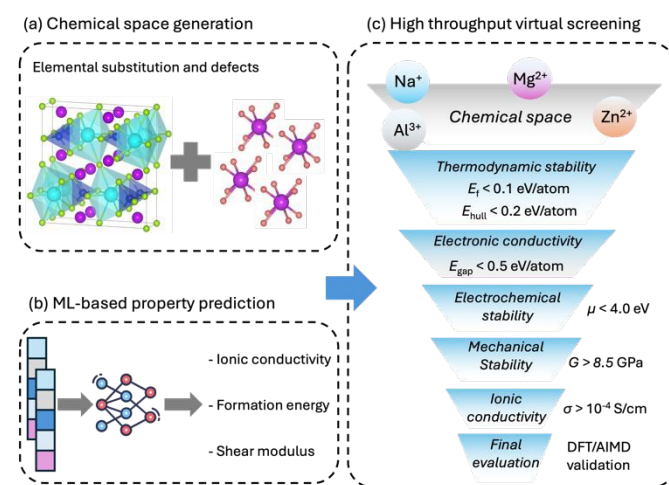 (a) Chemical space generation
Elemental substitution and defects
(b) ML-based property prediction
- Ionic conductivity
- Formation energy
- Shear modulus
(c) High throughput virtual screening
Na⁺
Mg²⁺
Al³⁺
Zn²⁺
Chemical space
Thermodynamic stability
E_f < 0.1 eV/atom
E_hull < 0.2 eV/atom
Electronic conductivity
E_gap < 0.5 eV/atom
Electrochemical
stability
μ < 4.0 eV
Mechanical
Stability
G > 8.5 GPa
Ionic
conductivity
σ > 10⁻⁴ S/cm
Final
evaluation
DFT/AIMD
validation